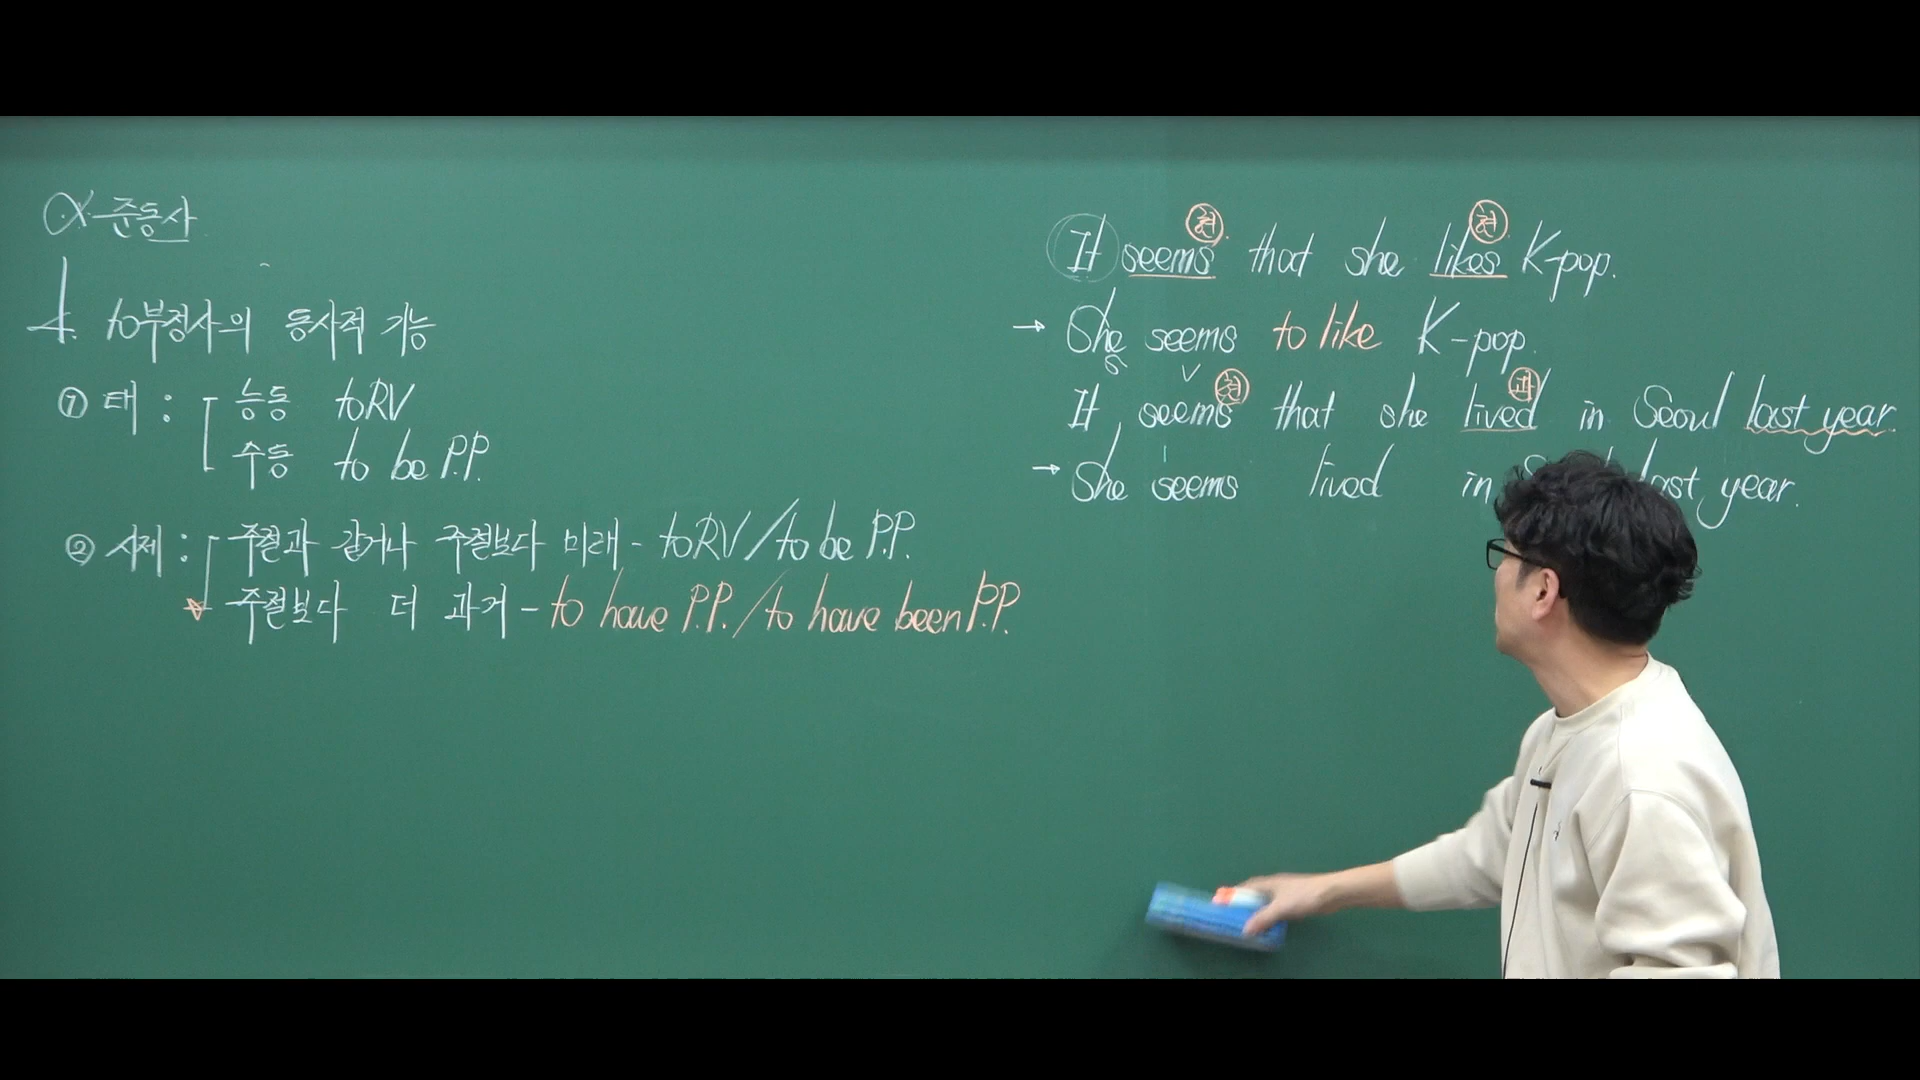 α 준동사
4. to부정사의 동사적 기능
① 태 : 능동 toRV
수동 to be P.P.
② 시제 : 주절과 같거나 주절보다 미래 - toRV / to be P.P.
주절보다 더 과거 - to have P.P. / to have been P.P.
현 현
It seems that she likes K-pop.
→ She seems to like K-pop.
S V
현 과
It seems that she lived in Seoul last year.
→ She seems lived in last year.